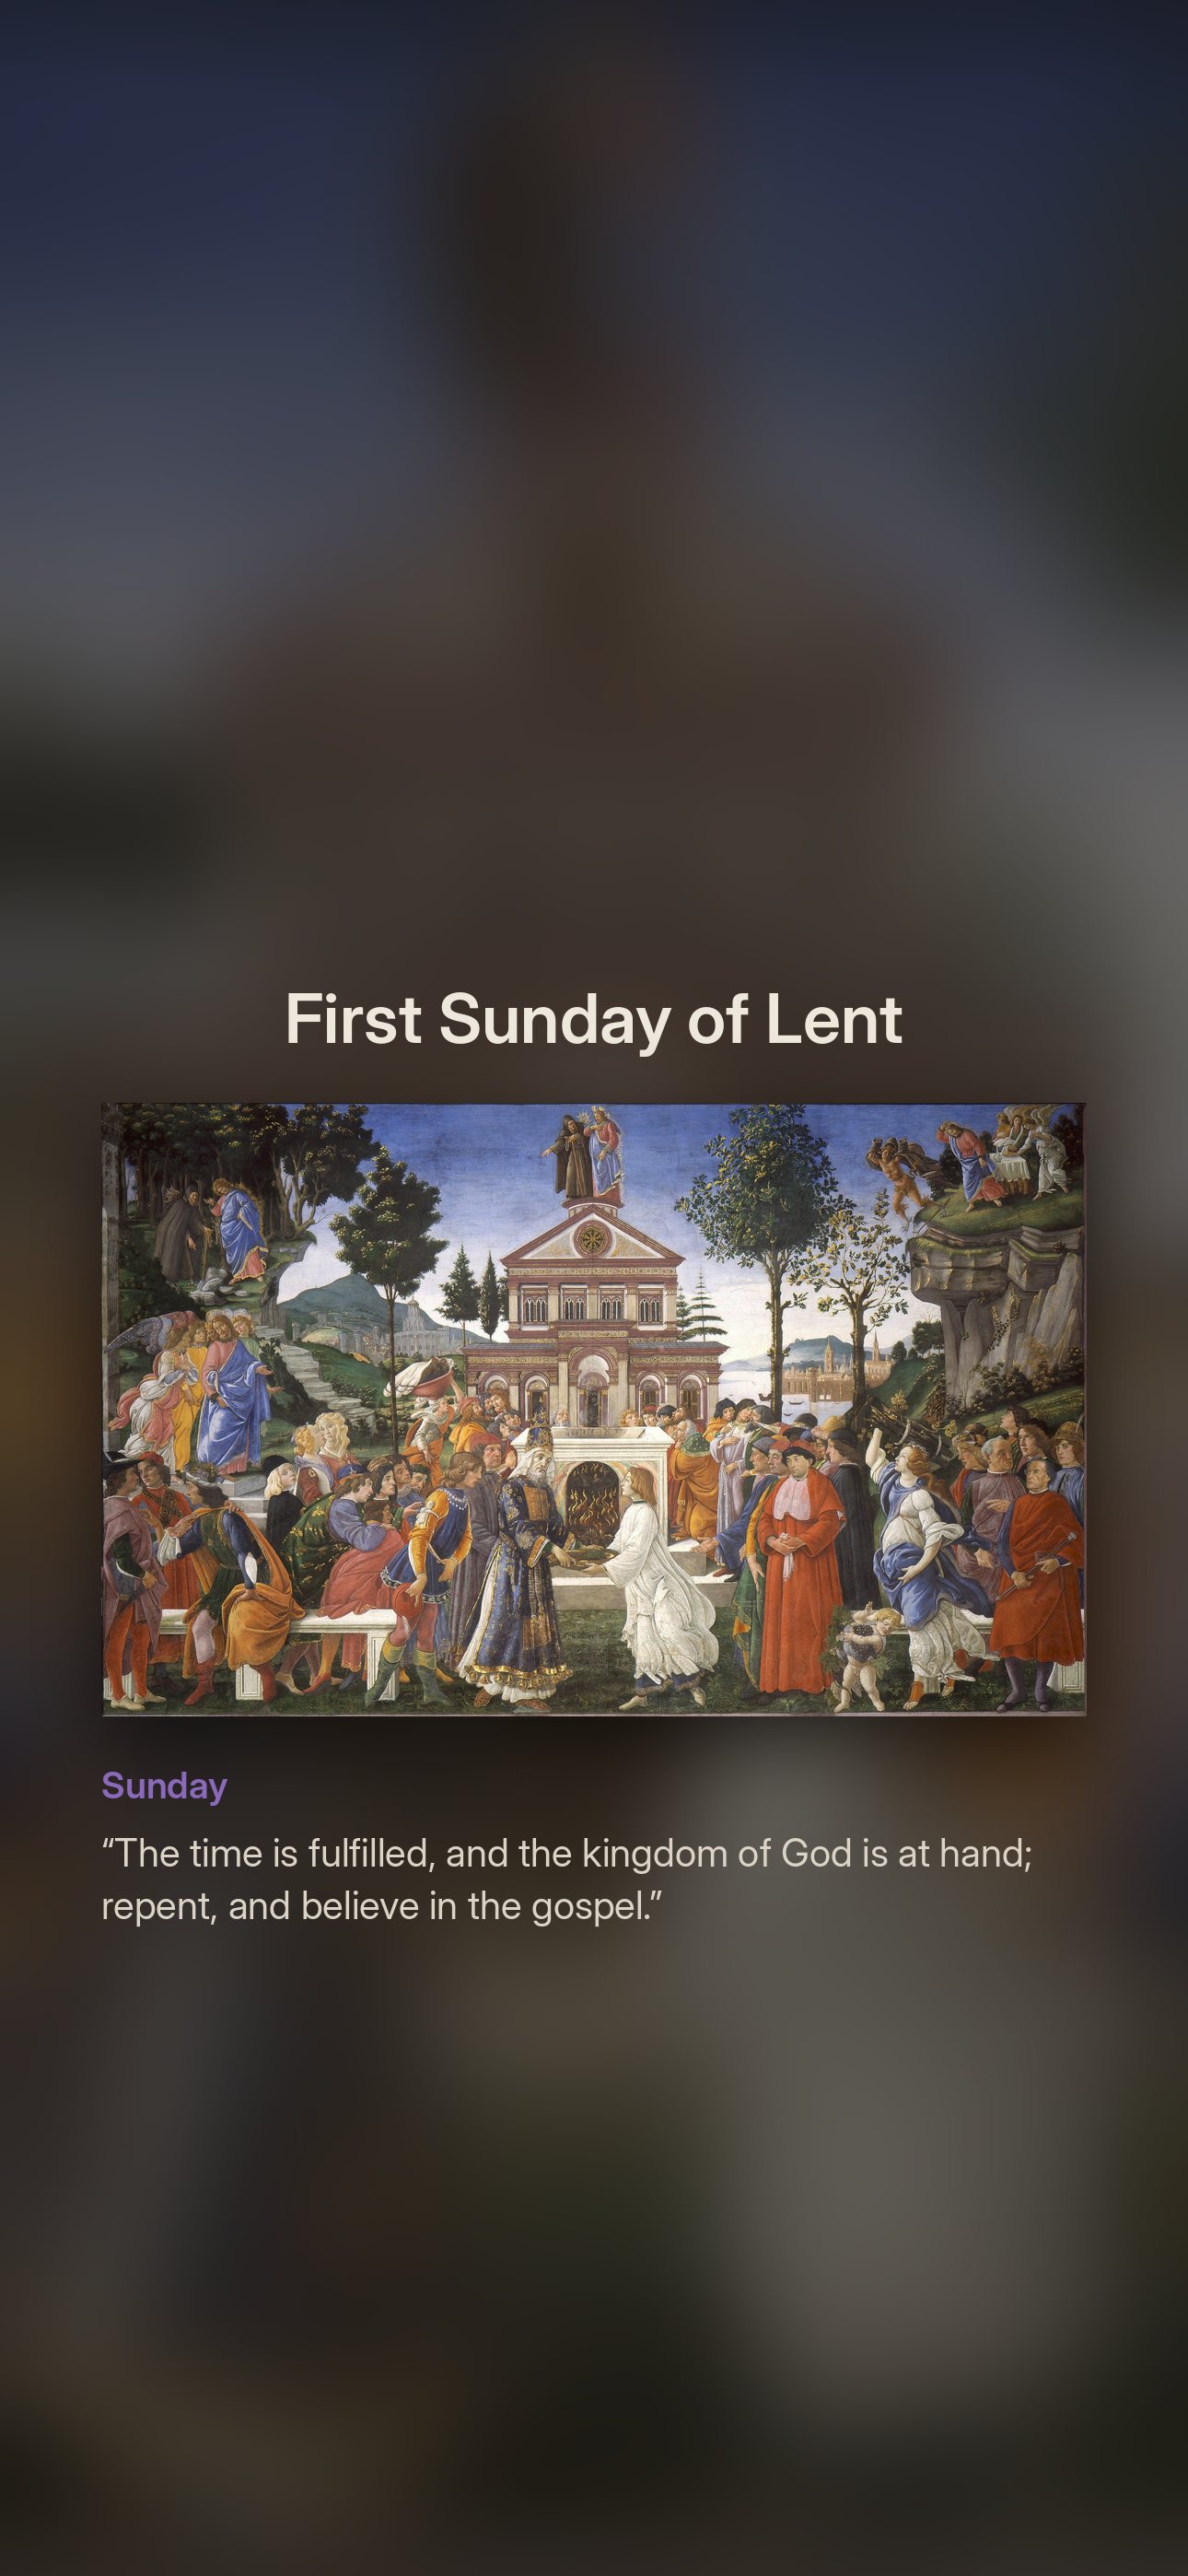 First Sunday of Lent
Sunday
“The time is fulfilled, and the kingdom of God is at hand;
repent, and believe in the gospel.”